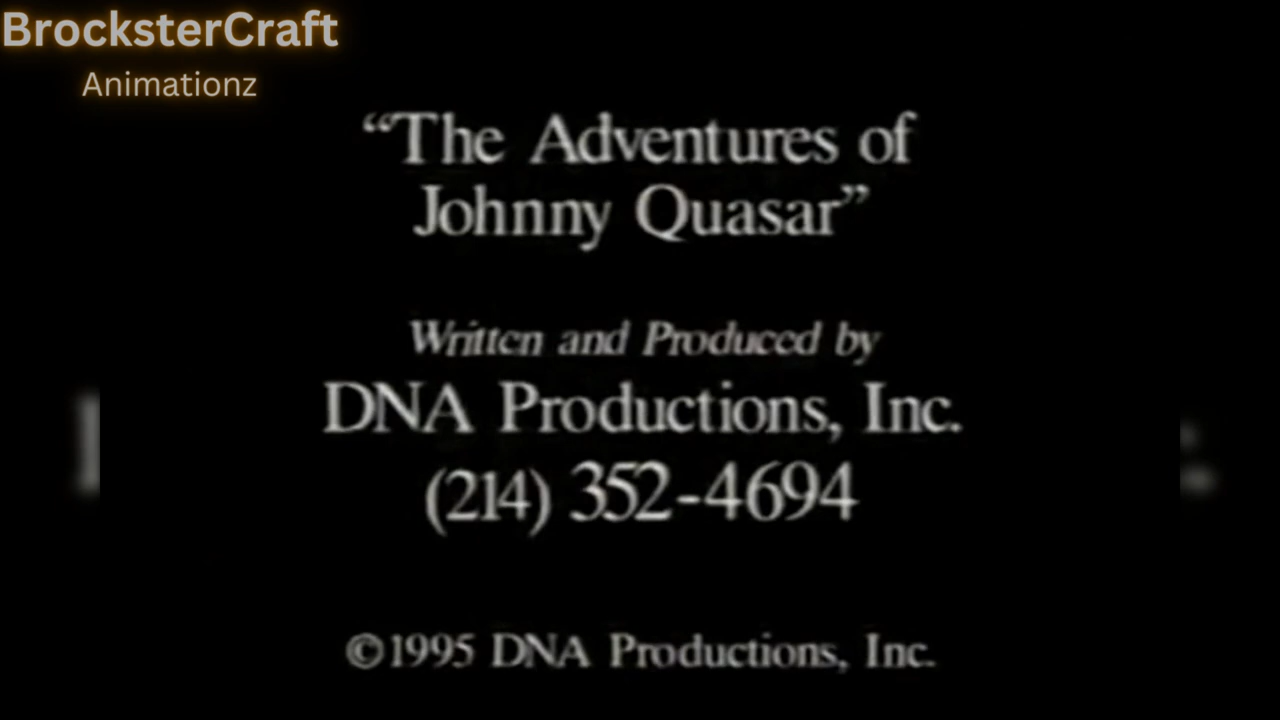 BrocksterCraft
Animationz
“The Adventures of
Johnny Quasar”
Written and Produced by
DNA Productions, Inc.
(214) 352-4694
©1995 DNA Productions, Inc.